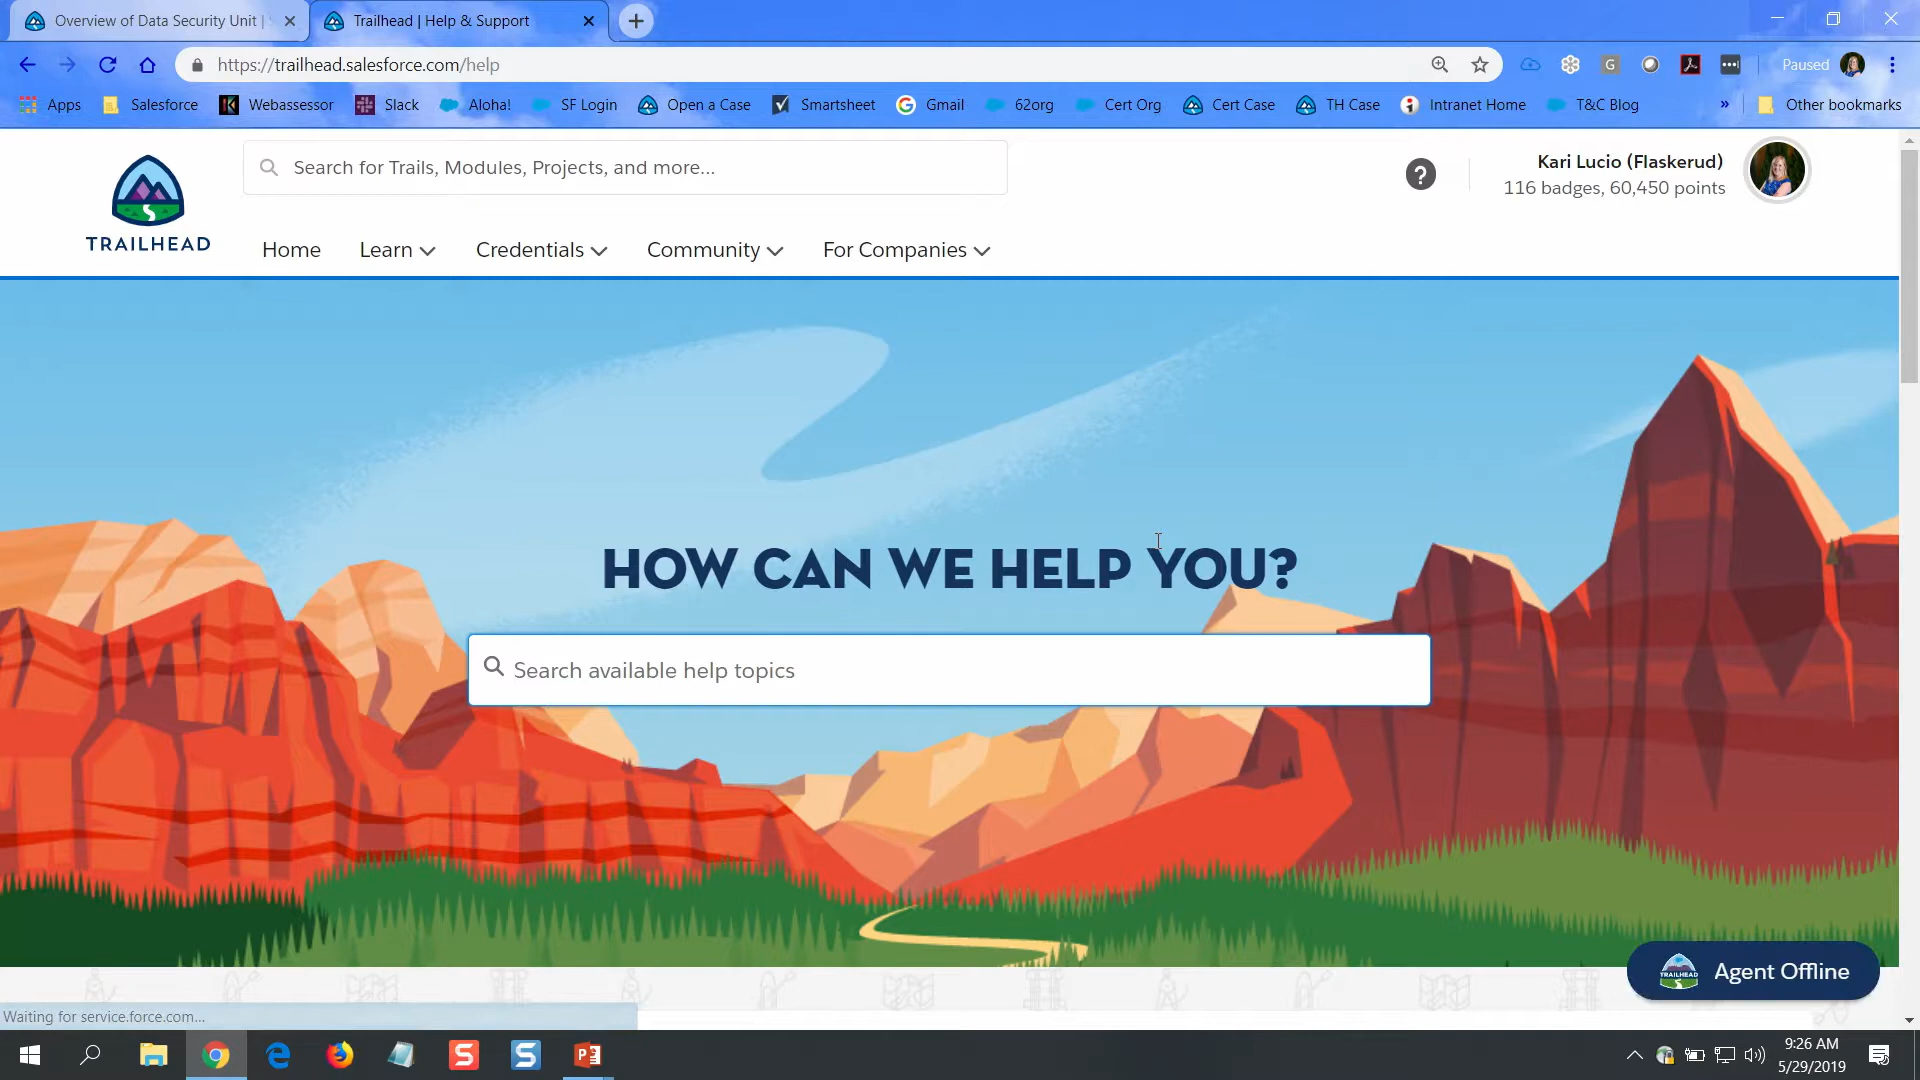 Overview of Data Security Unit |
Trailhead | Help & Support
https://trailhead.salesforce.com/help
G
Paused
Apps
Salesforce
Webassessor
Slack
Aloha!
SF Login
Open a Case
Smartsheet
Gmail
62org
Cert Org
Cert Case
TH Case
Intranet Home
T&C Blog
»
Other bookmarks
TRAILHEAD
Search for Trails, Modules, Projects, and more...
?
Kari Lucio (Flaskerud)
116 badges, 60,450 points
Home
Learn
Credentials
Community
For Companies
HOW CAN WE HELP YOU?
Search available help topics
TRAILHEAD
Agent Offline
Waiting for service.force.com...
9:26 AM
5/29/2019